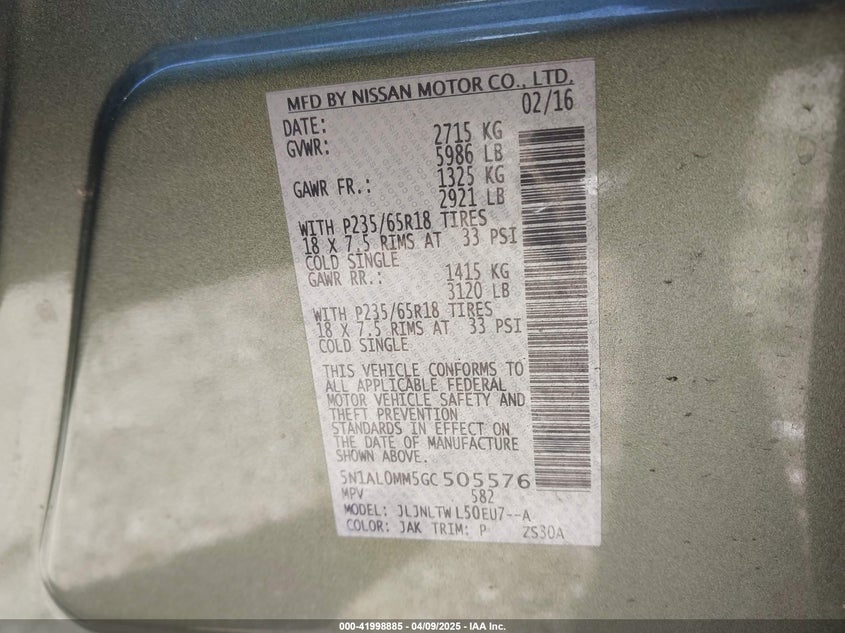 MFD BY NISSAN MOTOR CO., LTD.
DATE: 02/16
GVWR: 2715 KG
5986 LB
GAWR FR.: 1325 KG
2921 LB
WITH P235/65R18 TIRES
18 X 7.5 RIMS AT 33 PSI
COLD SINGLE
GAWR RR.: 1415 KG
3120 LB
WITH P235/65R18 TIRES
18 X 7.5 RIMS AT 33 PSI
COLD SINGLE
THIS VEHICLE CONFORMS TO
ALL APPLICABLE FEDERAL
MOTOR VEHICLE SAFETY AND
THEFT PREVENTION
STANDARDS IN EFFECT ON
THE DATE OF MANUFACTURE
SHOWN ABOVE.
5N1AL0MM5GC505576
MPV 582
MODEL: JLJNLTW L50EU7--A
COLOR: JAK TRIM: P ZS30A
000-41998885 - 04/09/2025 - IAA Inc.